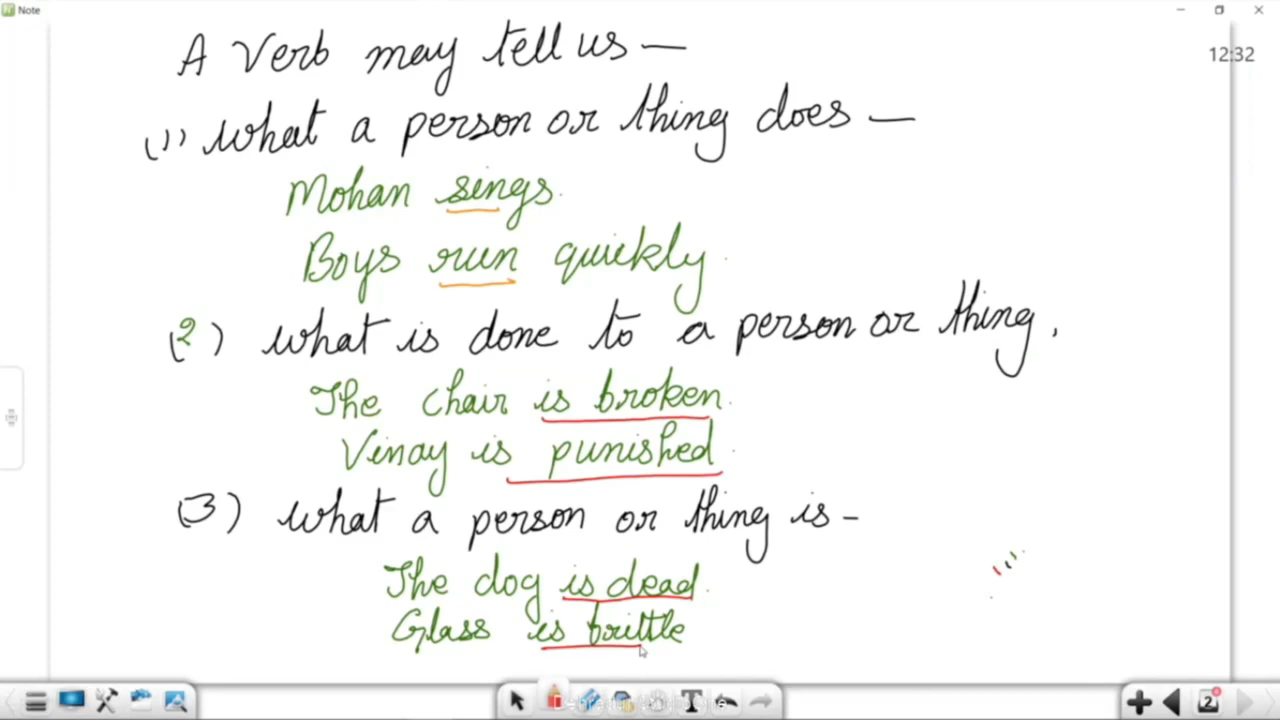 Note
12:32
A Verb may tell us —
(1) What a person or thing does —
Mohan sings.
Boys run quickly.
(2) What is done to a person or thing.
The chair is broken.
Vinay is punished.
(3) What a person or thing is –
The dog is dead.
Glass is brittle
2